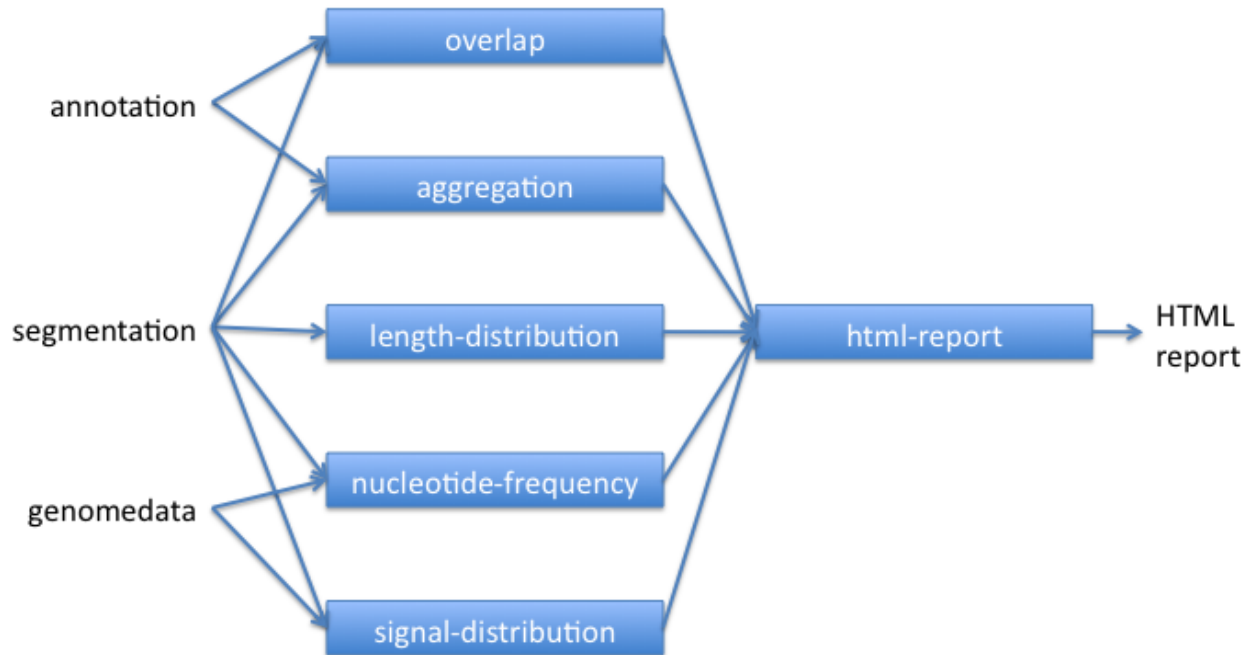 overlap
annotation
aggregation
segmentation
length-distribution
html-report
HTML
report
nucleotide-frequency
genomedata
signal-distribution